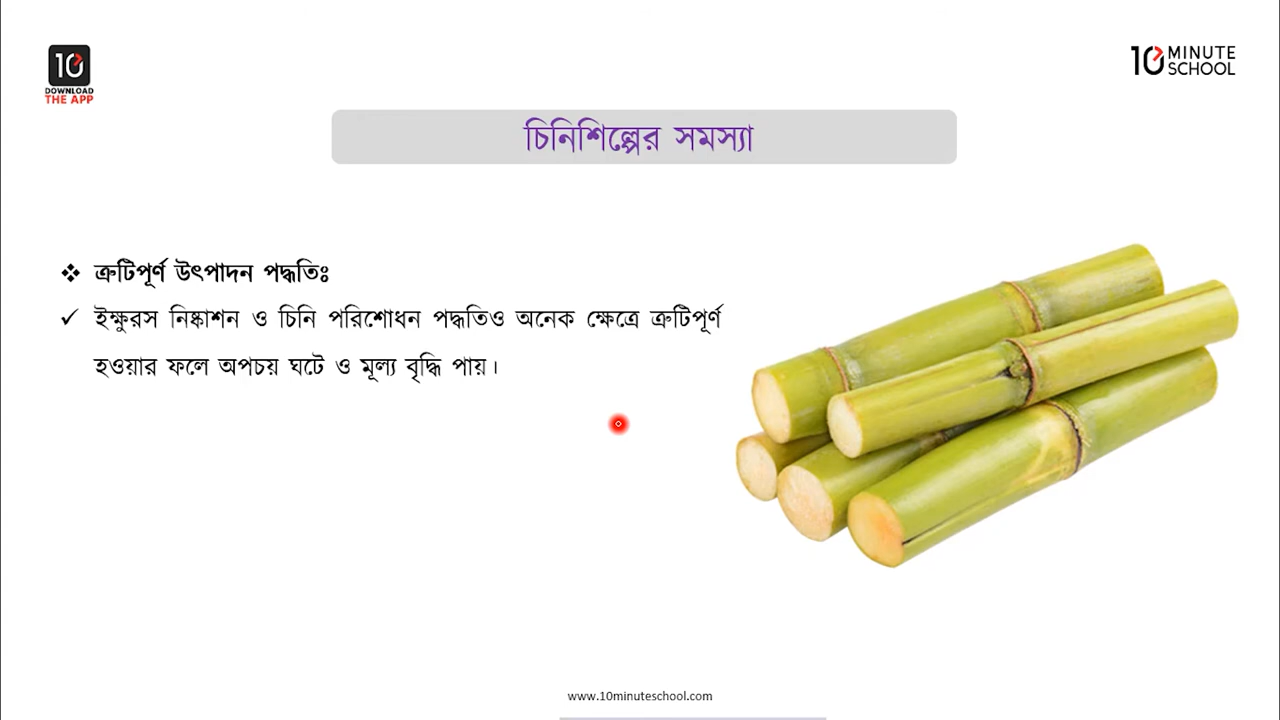 10
DOWNLOAD
THE APP
10 MINUTE
SCHOOL
চিনিশিল্পের সমস্যা
❖ ত্রুটিপূর্ণ উৎপাদন পদ্ধতিঃ
✓ ইক্ষুরস নিষ্কাশন ও চিনি পরিশোধন পদ্ধতিও অনেক ক্ষেত্রে ত্রুটিপূর্ণ
হওয়ার ফলে অপচয় ঘটে ও মূল্য বৃদ্ধি পায়।
www.10minuteschool.com